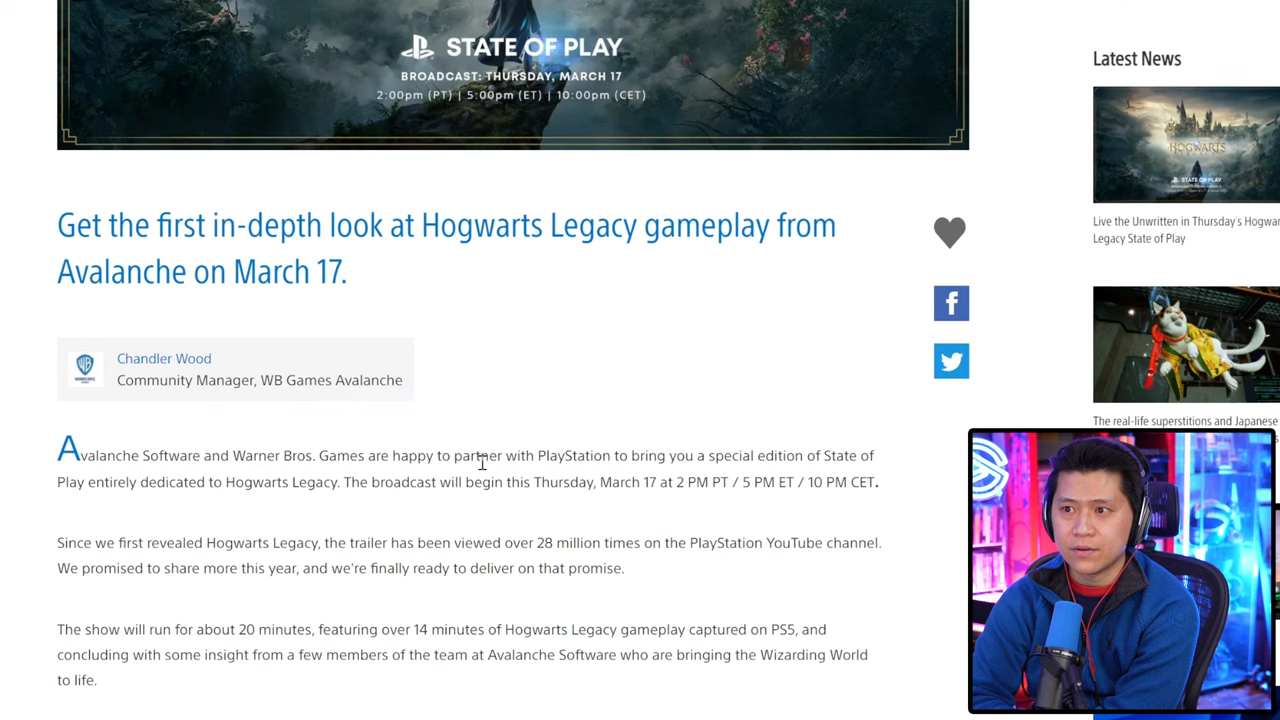 STATE OF PLAY
BROADCAST: THURSDAY, MARCH 17
2:00pm (PT) | 5:00pm (ET) | 10:00pm (CET)
Get the first in-depth look at Hogwarts Legacy gameplay from
Avalanche on March 17.
Chandler Wood
Community Manager, WB Games Avalanche
Avalanche Software and Warner Bros. Games are happy to partner with PlayStation to bring you a special edition of State of
Play entirely dedicated to Hogwarts Legacy. The broadcast will begin this Thursday, March 17 at 2 PM PT / 5 PM ET / 10 PM CET.
Since we first revealed Hogwarts Legacy, the trailer has been viewed over 28 million times on the PlayStation YouTube channel.
We promised to share more this year, and we're finally ready to deliver on that promise.
The show will run for about 20 minutes, featuring over 14 minutes of Hogwarts Legacy gameplay captured on PS5, and
concluding with some insight from a few members of the team at Avalanche Software who are bringing the Wizarding World
to life.
Latest News
HOGWARTS
STATE OF PLAY
Live the Unwritten in Thursday's Hogwar
Legacy State of Play
The real-life superstitions and Japanese